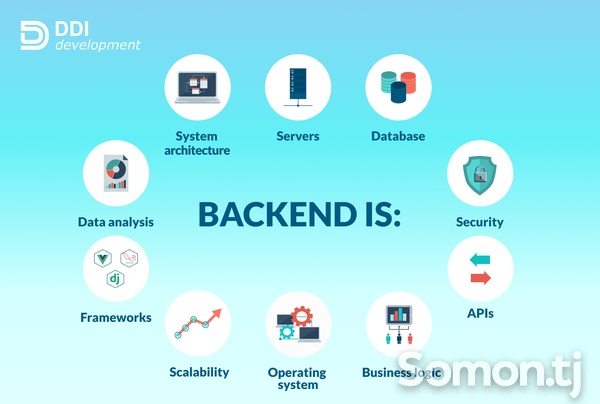 DDI
development
System
architecture
Servers
Database
Data analysis
BACKEND IS:
Security
Frameworks
dj
APIs
Scalability
Operating
system
Business logic
Somon.tj